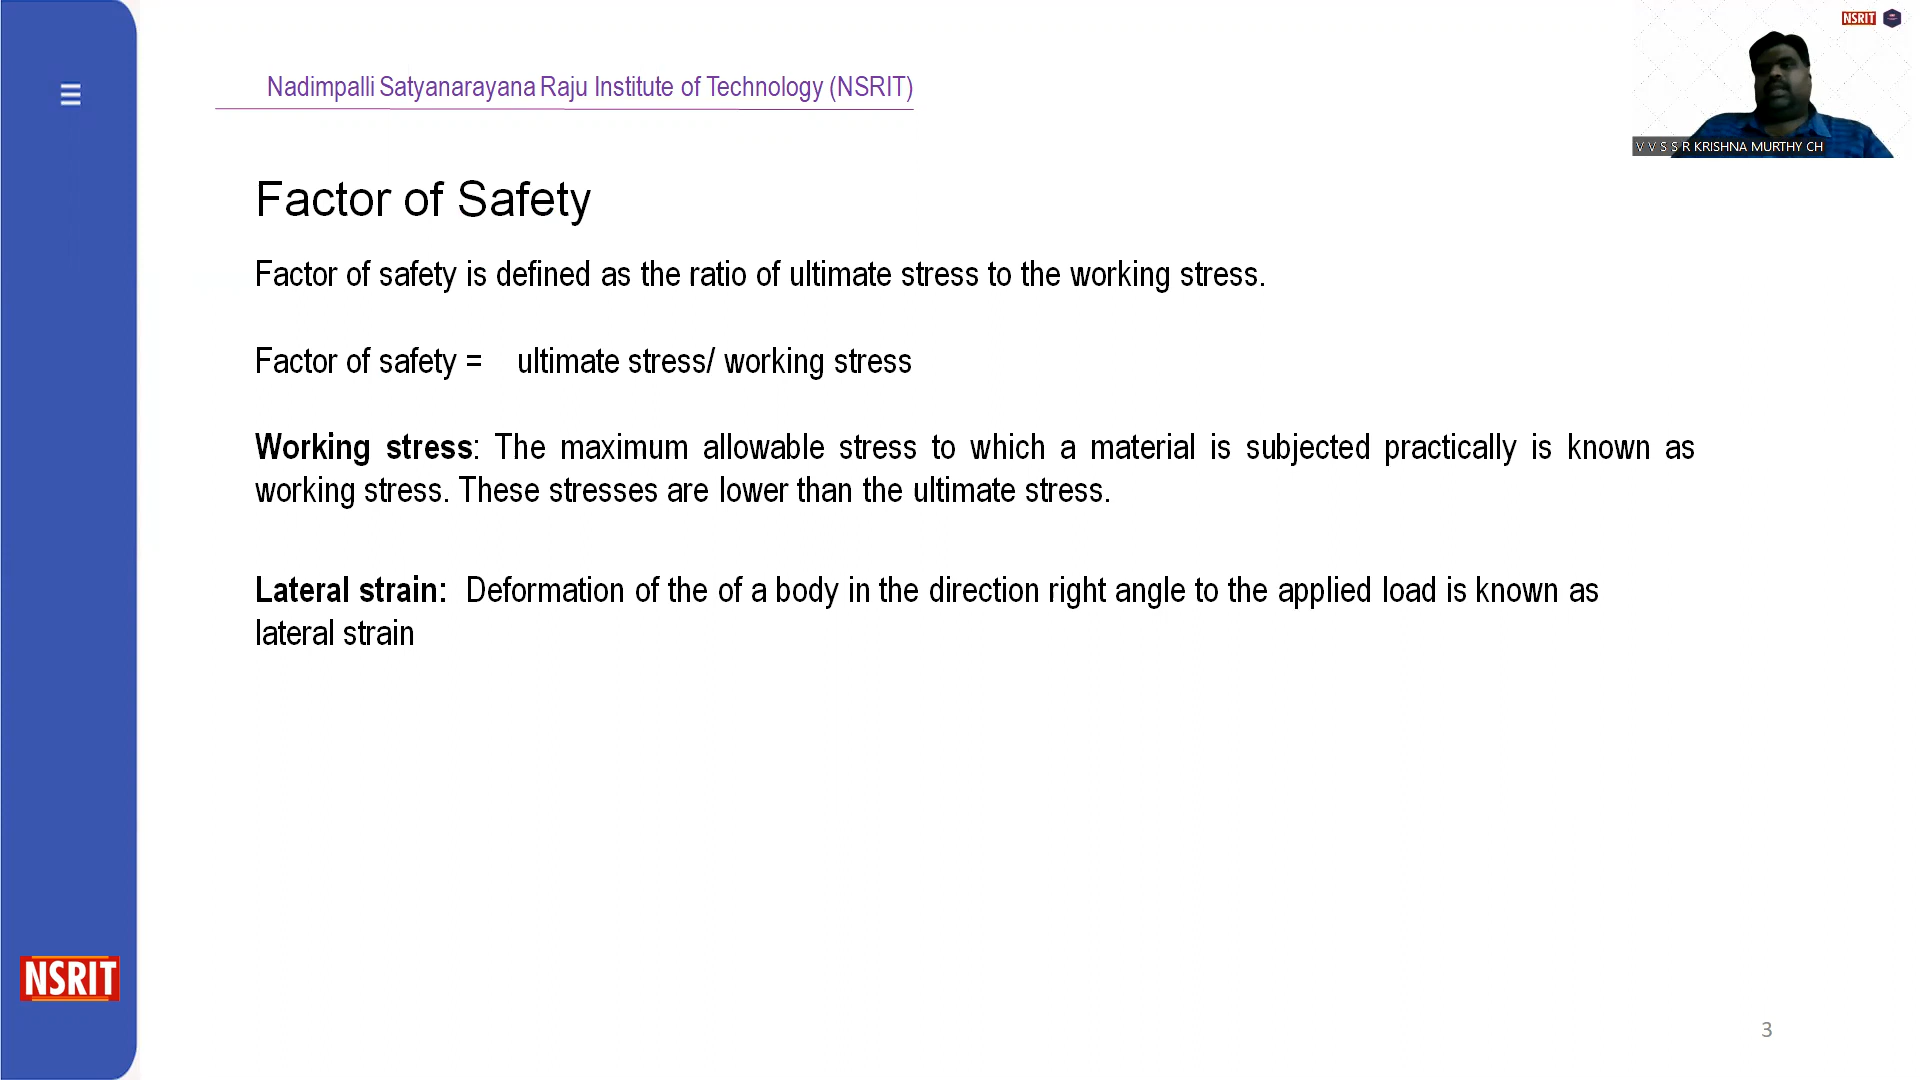 NSRIT
Nadimpalli Satyanarayana Raju Institute of Technology (NSRIT)
V V S S R KRISHNA MURTHY CH
Factor of Safety
Factor of safety is defined as the ratio of ultimate stress to the working stress.
Factor of safety = ultimate stress/ working stress
Working stress: The maximum allowable stress to which a material is subjected practically is known as
working stress. These stresses are lower than the ultimate stress.
Lateral strain: Deformation of the of a body in the direction right angle to the applied load is known as
lateral strain
NSRIT
3